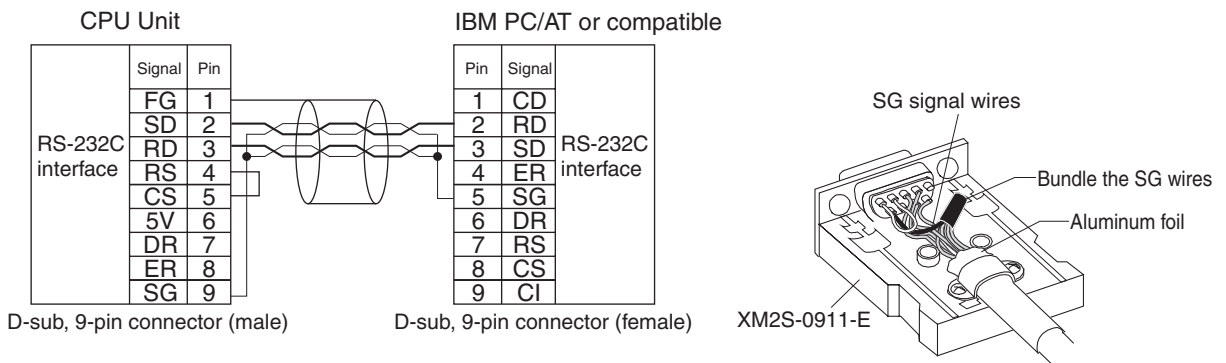 CPU Unit
IBM PC/AT or compatible
RS-232C
interface
Signal Pin
FG 1
SD 2
RD 3
RS 4
CS 5
5V 6
DR 7
ER 8
SG 9
Pin Signal
1 CD
2 RD
3 SD
4 ER
5 SG
6 DR
7 RS
8 CS
9 CI
RS-232C
interface
D-sub, 9-pin connector (male)
D-sub, 9-pin connector (female)
SG signal wires
Bundle the SG wires
Aluminum foil
XM2S-0911-E